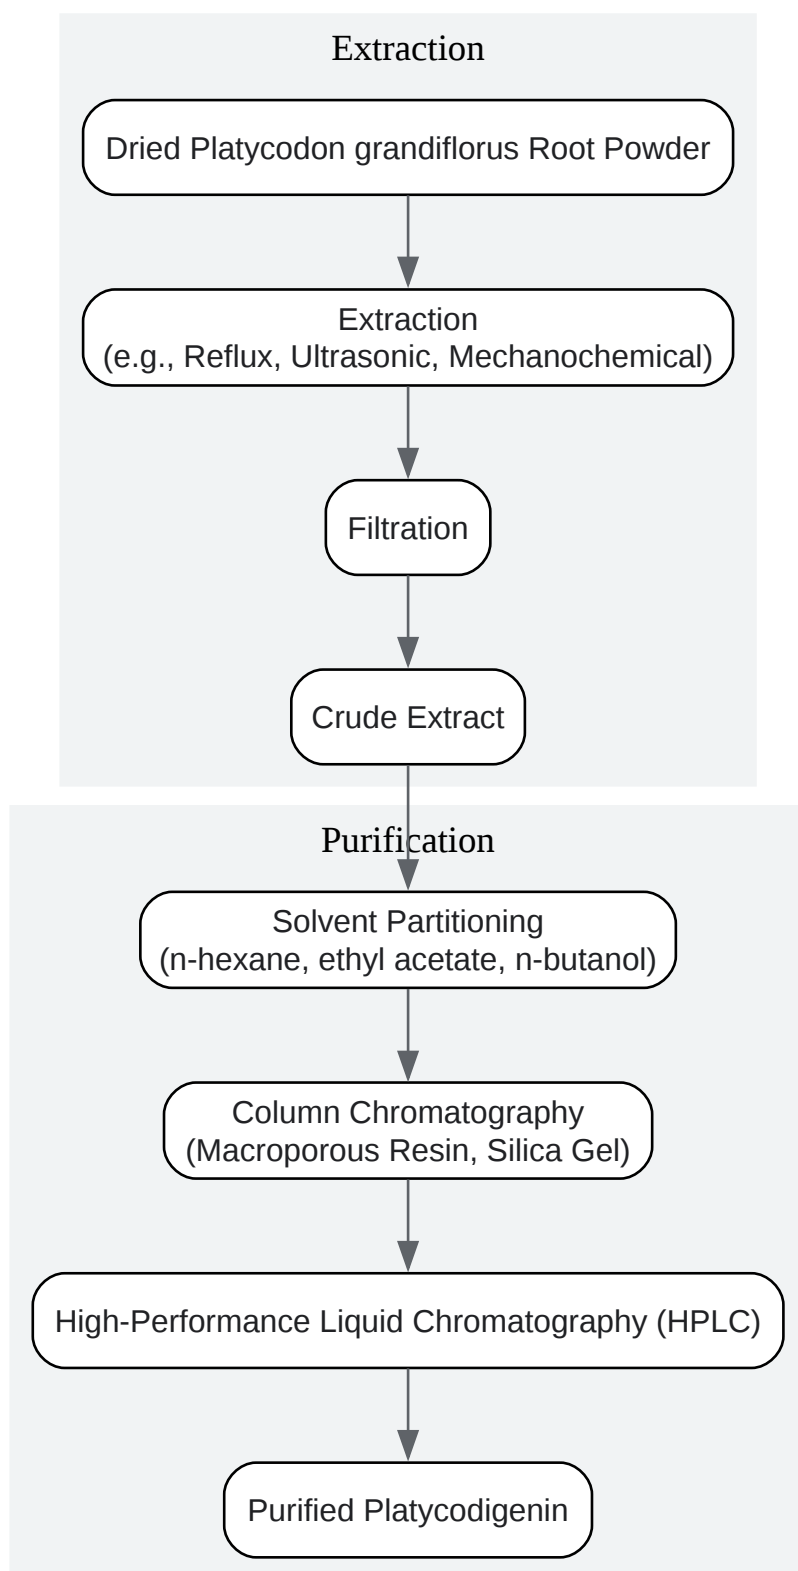 Extraction
Dried Platycodon grandiflorus Root Powder
Extraction
(e.g., Reflux, Ultrasonic, Mechanochemical)
Filtration
Crude Extract
Purification
Solvent Partitioning
(n-hexane, ethyl acetate, n-butanol)
Column Chromatography
(Macroporous Resin, Silica Gel)
High-Performance Liquid Chromatography (HPLC)
Purified Platycodigenin